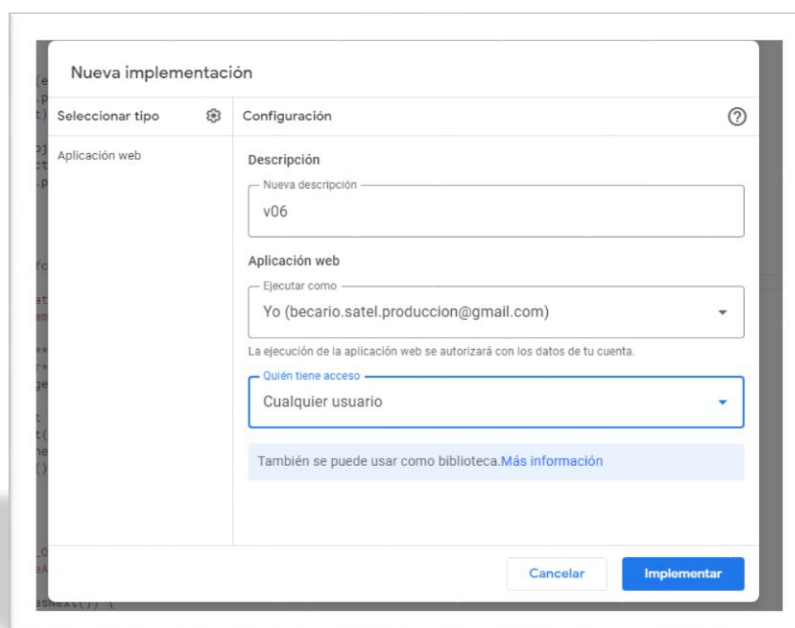 Nueva implementación
Seleccionar tipo
Configuración
Aplicación web
Descripción
Nueva descripción
v06
Aplicación web
Ejecutar como
Yo (becario.satel.produccion@gmail.com)
La ejecución de la aplicación web se autorizará con los datos de tu cuenta.
Quién tiene acceso
Cualquier usuario
También se puede usar como biblioteca.Más información
Cancelar
Implementar